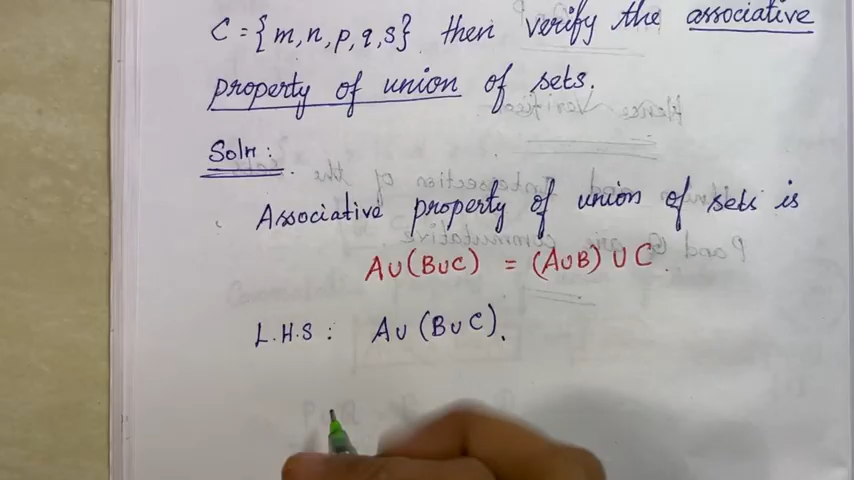 C = {m, n, p, q, s} then verify the associative
property of union of sets.
Soln:
Associative property of union of sets is
A∪(B∪C) = (A∪B) ∪ C.
L.H.S : A∪(B∪C).